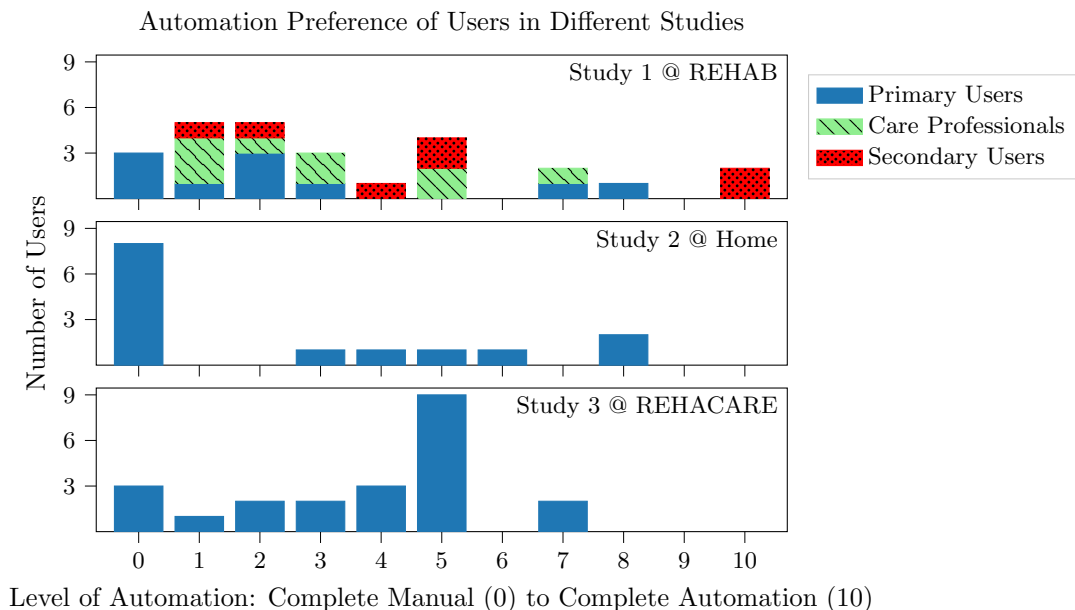 Automation Preference of Users in Different Studies
9
6
3
Study 1 @ REHAB
Primary Users
Care Professionals
Secondary Users
Number of Users
9
6
3
Study 2 @ Home
9
6
3
Study 3 @ REHACARE
0 1 2 3 4 5 6 7 8 9 10
Level of Automation: Complete Manual (0) to Complete Automation (10)